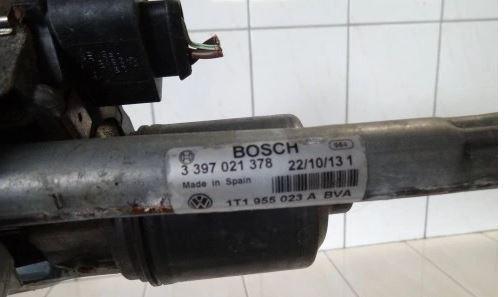 BOSCH
3 397 021 378 22/10/13 1
Made in Spain
1T1 955 023 A BVA